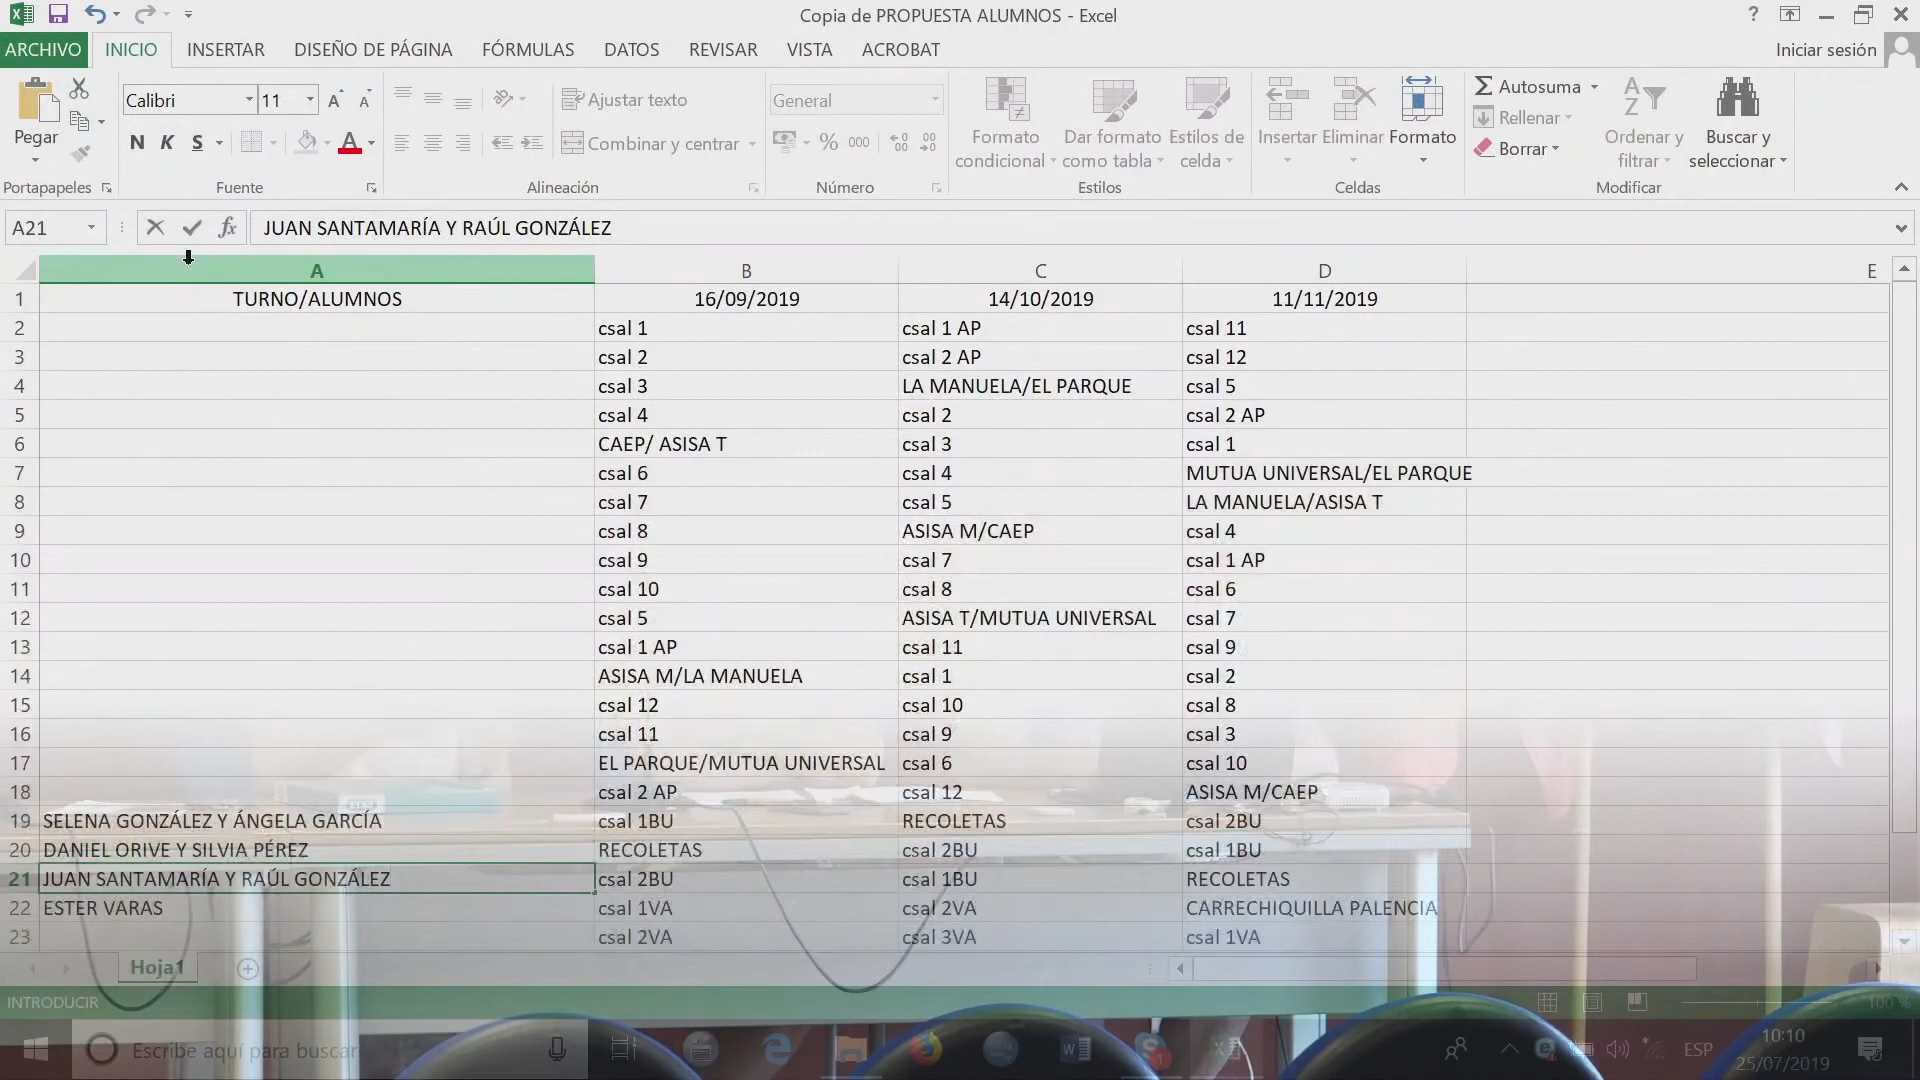 Copia de PROPUESTA ALUMNOS - Excel
?
ARCHIVO INICIO INSERTAR DISEÑO DE PÁGINA FÓRMULAS DATOS REVISAR VISTA ACROBAT Iniciar sesión
Calibri 11 Ajustar texto General Autosuma
Pegar N K S A Combinar y centrar % 000 Formato condicional Dar formato como tabla Estilos de celda Insertar Eliminar Formato Rellenar Borrar Ordenar y filtrar Buscar y seleccionar
Portapapeles Fuente Alineación Número Estilos Celdas Modificar
A21 fx JUAN SANTAMARÍA Y RAÚL GONZÁLEZ
A B C D E
1 TURNO/ALUMNOS 16/09/2019 14/10/2019 11/11/2019
2 csal 1 csal 1 AP csal 11
3 csal 2 csal 2 AP csal 12
4 csal 3 LA MANUELA/EL PARQUE csal 5
5 csal 4 csal 2 csal 2 AP
6 CAEP/ ASISA T csal 3 csal 1
7 csal 6 csal 4 MUTUA UNIVERSAL/EL PARQUE
8 csal 7 csal 5 LA MANUELA/ASISA T
9 csal 8 ASISA M/CAEP csal 4
10 csal 9 csal 7 csal 1 AP
11 csal 10 csal 8 csal 6
12 csal 5 ASISA T/MUTUA UNIVERSAL csal 7
13 csal 1 AP csal 11 csal 9
14 ASISA M/LA MANUELA csal 1 csal 2
15 csal 12 csal 10 csal 8
16 csal 11 csal 9 csal 3
17 EL PARQUE/MUTUA UNIVERSAL csal 6 csal 10
18 csal 2 AP csal 12 ASISA M/CAEP
19 SELENA GONZÁLEZ Y ÁNGELA GARCÍA csal 1BU RECOLETAS csal 2BU
20 DANIEL ORIVE Y SILVIA PÉREZ RECOLETAS csal 2BU csal 1BU
21 JUAN SANTAMARÍA Y RAÚL GONZÁLEZ csal 2BU csal 1BU RECOLETAS
22 ESTER VARAS csal 1VA csal 2VA CARRECHIQUILLA PALENCIA
23 csal 2VA csal 3VA csal 1VA
Hoja1
INTRODUCIR 100 %
Escribe aquí para buscar ESP 10:10
25/07/2019